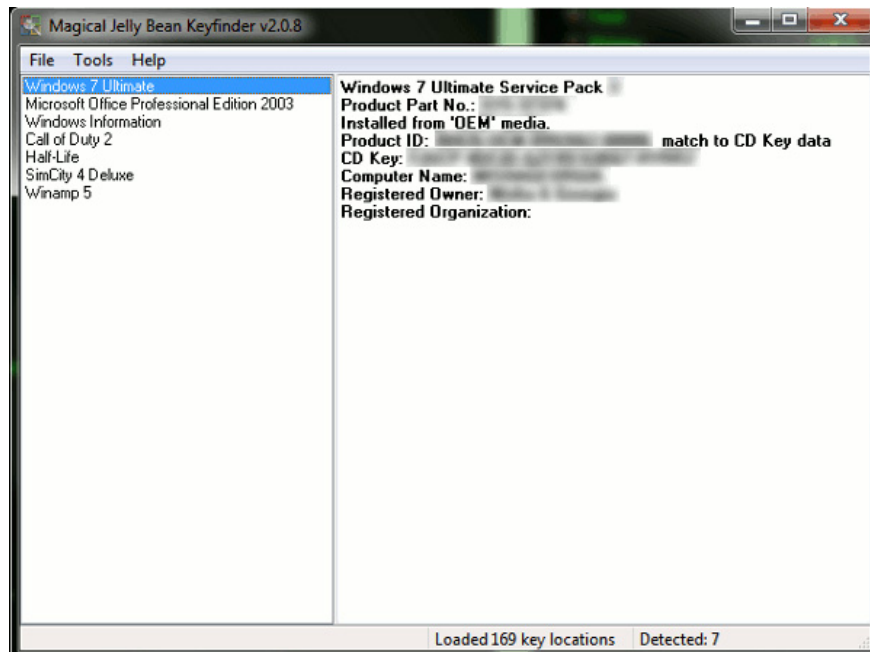 Magical Jelly Bean Keyfinder v2.0.8
File Tools Help
Windows 7 Ultimate
Microsoft Office Professional Edition 2003
Windows Information
Call of Duty 2
Half-Life
SimCity 4 Deluxe
Winamp 5
Windows 7 Ultimate Service Pack
Product Part No.:
Installed from 'OEM' media.
Product ID: match to CD Key data
CD Key:
Computer Name:
Registered Owner:
Registered Organization:
Loaded 169 key locations Detected: 7